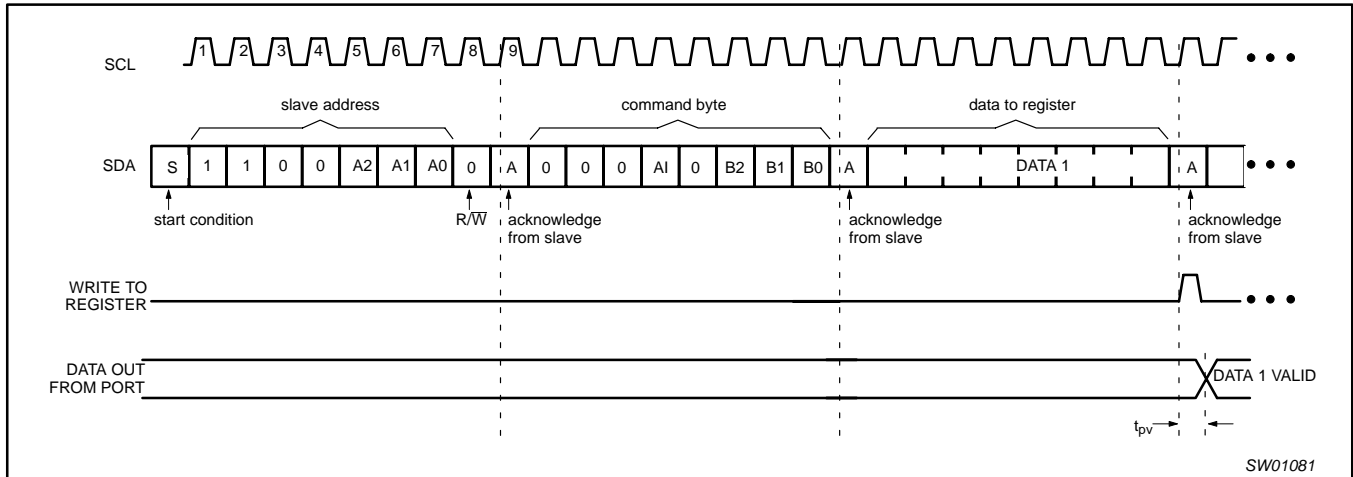 SCL 1 2 3 4 5 6 7 8 9
slave address command byte data to register
SDA S 1 1 0 0 A2 A1 A0 0 A 0 0 0 AI 0 B2 B1 B0 A DATA 1 A
start condition R/W̅ acknowledge from slave acknowledge from slave acknowledge from slave
WRITE TO
REGISTER
DATA OUT
FROM PORT
DATA 1 VALID
tpv
SW01081